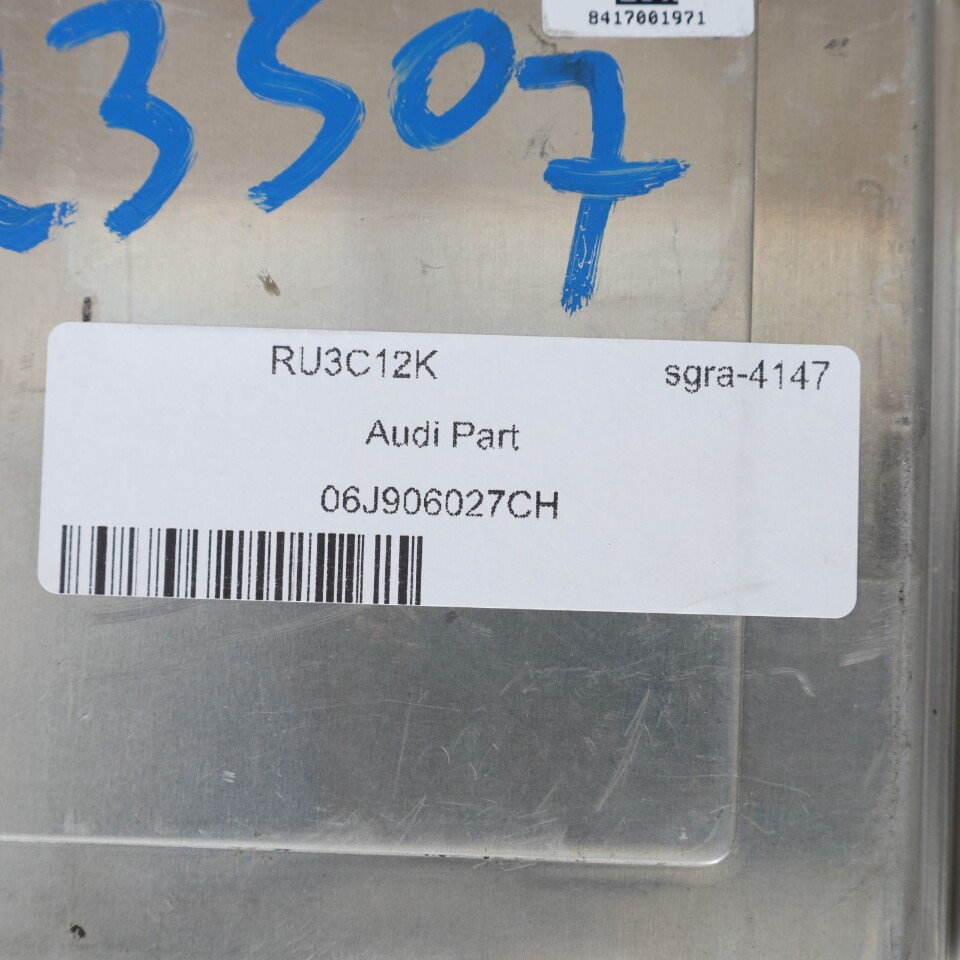 8417001971
3507
RU3C12K sgra-4147
Audi Part
06J906027CH